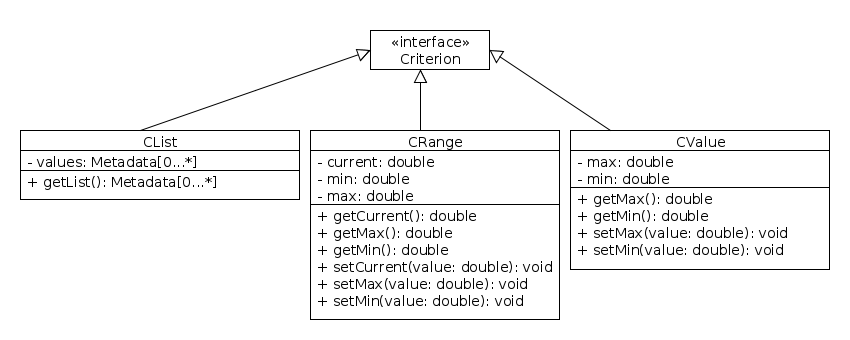 «interface»
Criterion
CList
- values: Metadata[0...*]
+ getList(): Metadata[0...*]
CRange
- current: double
- min: double
- max: double
+ getCurrent(): double
+ getMax(): double
+ getMin(): double
+ setCurrent(value: double): void
+ setMax(value: double): void
+ setMin(value: double): void
CValue
- max: double
- min: double
+ getMax(): double
+ getMin(): double
+ setMax(value: double): void
+ setMin(value: double): void